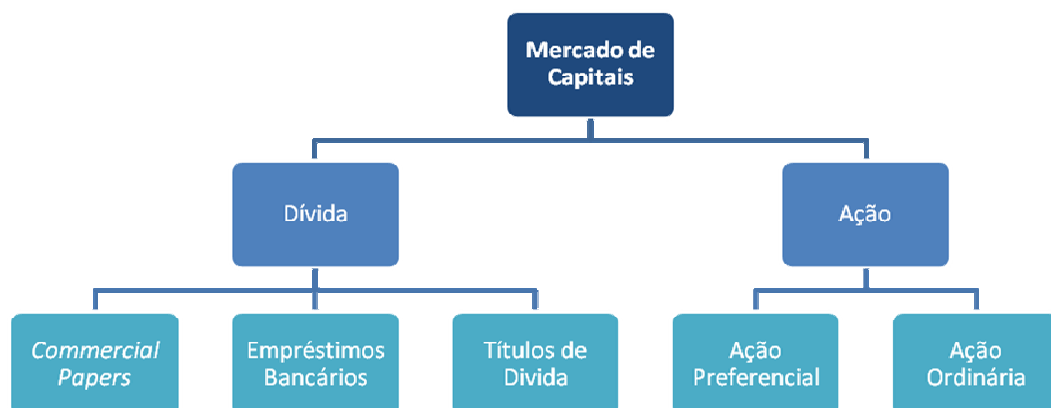 Mercado de
Capitais
Dívida
Ação
Commercial
Papers
Empréstimos
Bancários
Títulos de
Divida
Ação
Preferencial
Ação
Ordinária